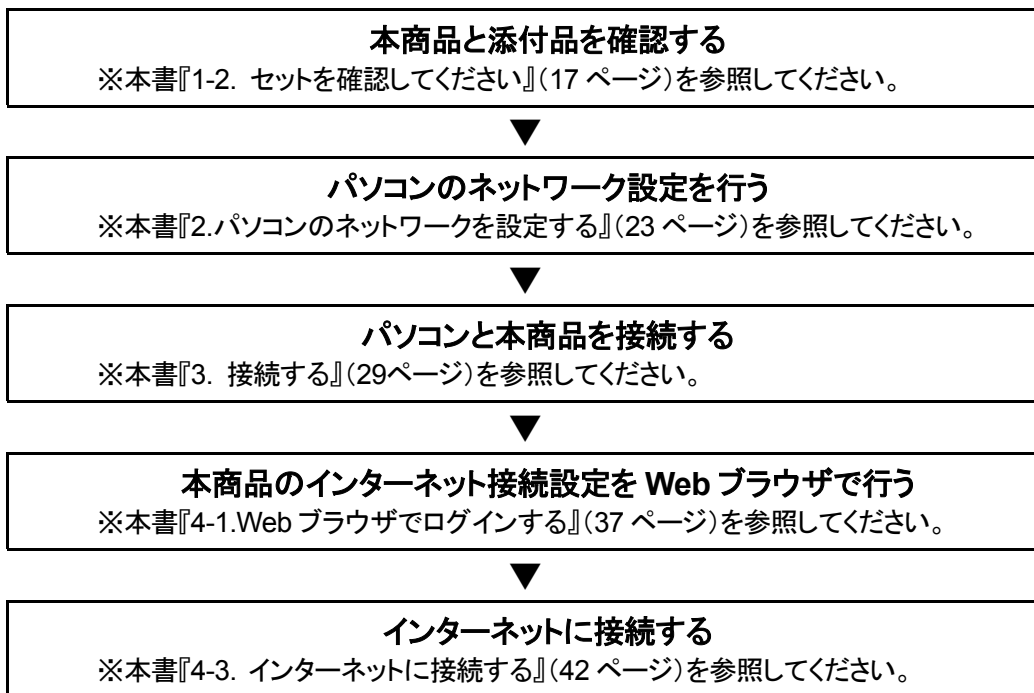 本商品と添付品を確認する
※本書『1-2. セットを確認してください』(17 ページ)を参照してください。
▼
パソコンのネットワーク設定を行う
※本書『2.パソコンのネットワークを設定する』(23 ページ)を参照してください。
▼
パソコンと本商品を接続する
※本書『3. 接続する』(29ページ)を参照してください。
▼
本商品のインターネット接続設定を Web ブラウザで行う
※本書『4-1.Web ブラウザでログインする』(37 ページ)を参照してください。
▼
インターネットに接続する
※本書『4-3. インターネットに接続する』(42 ページ)を参照してください。